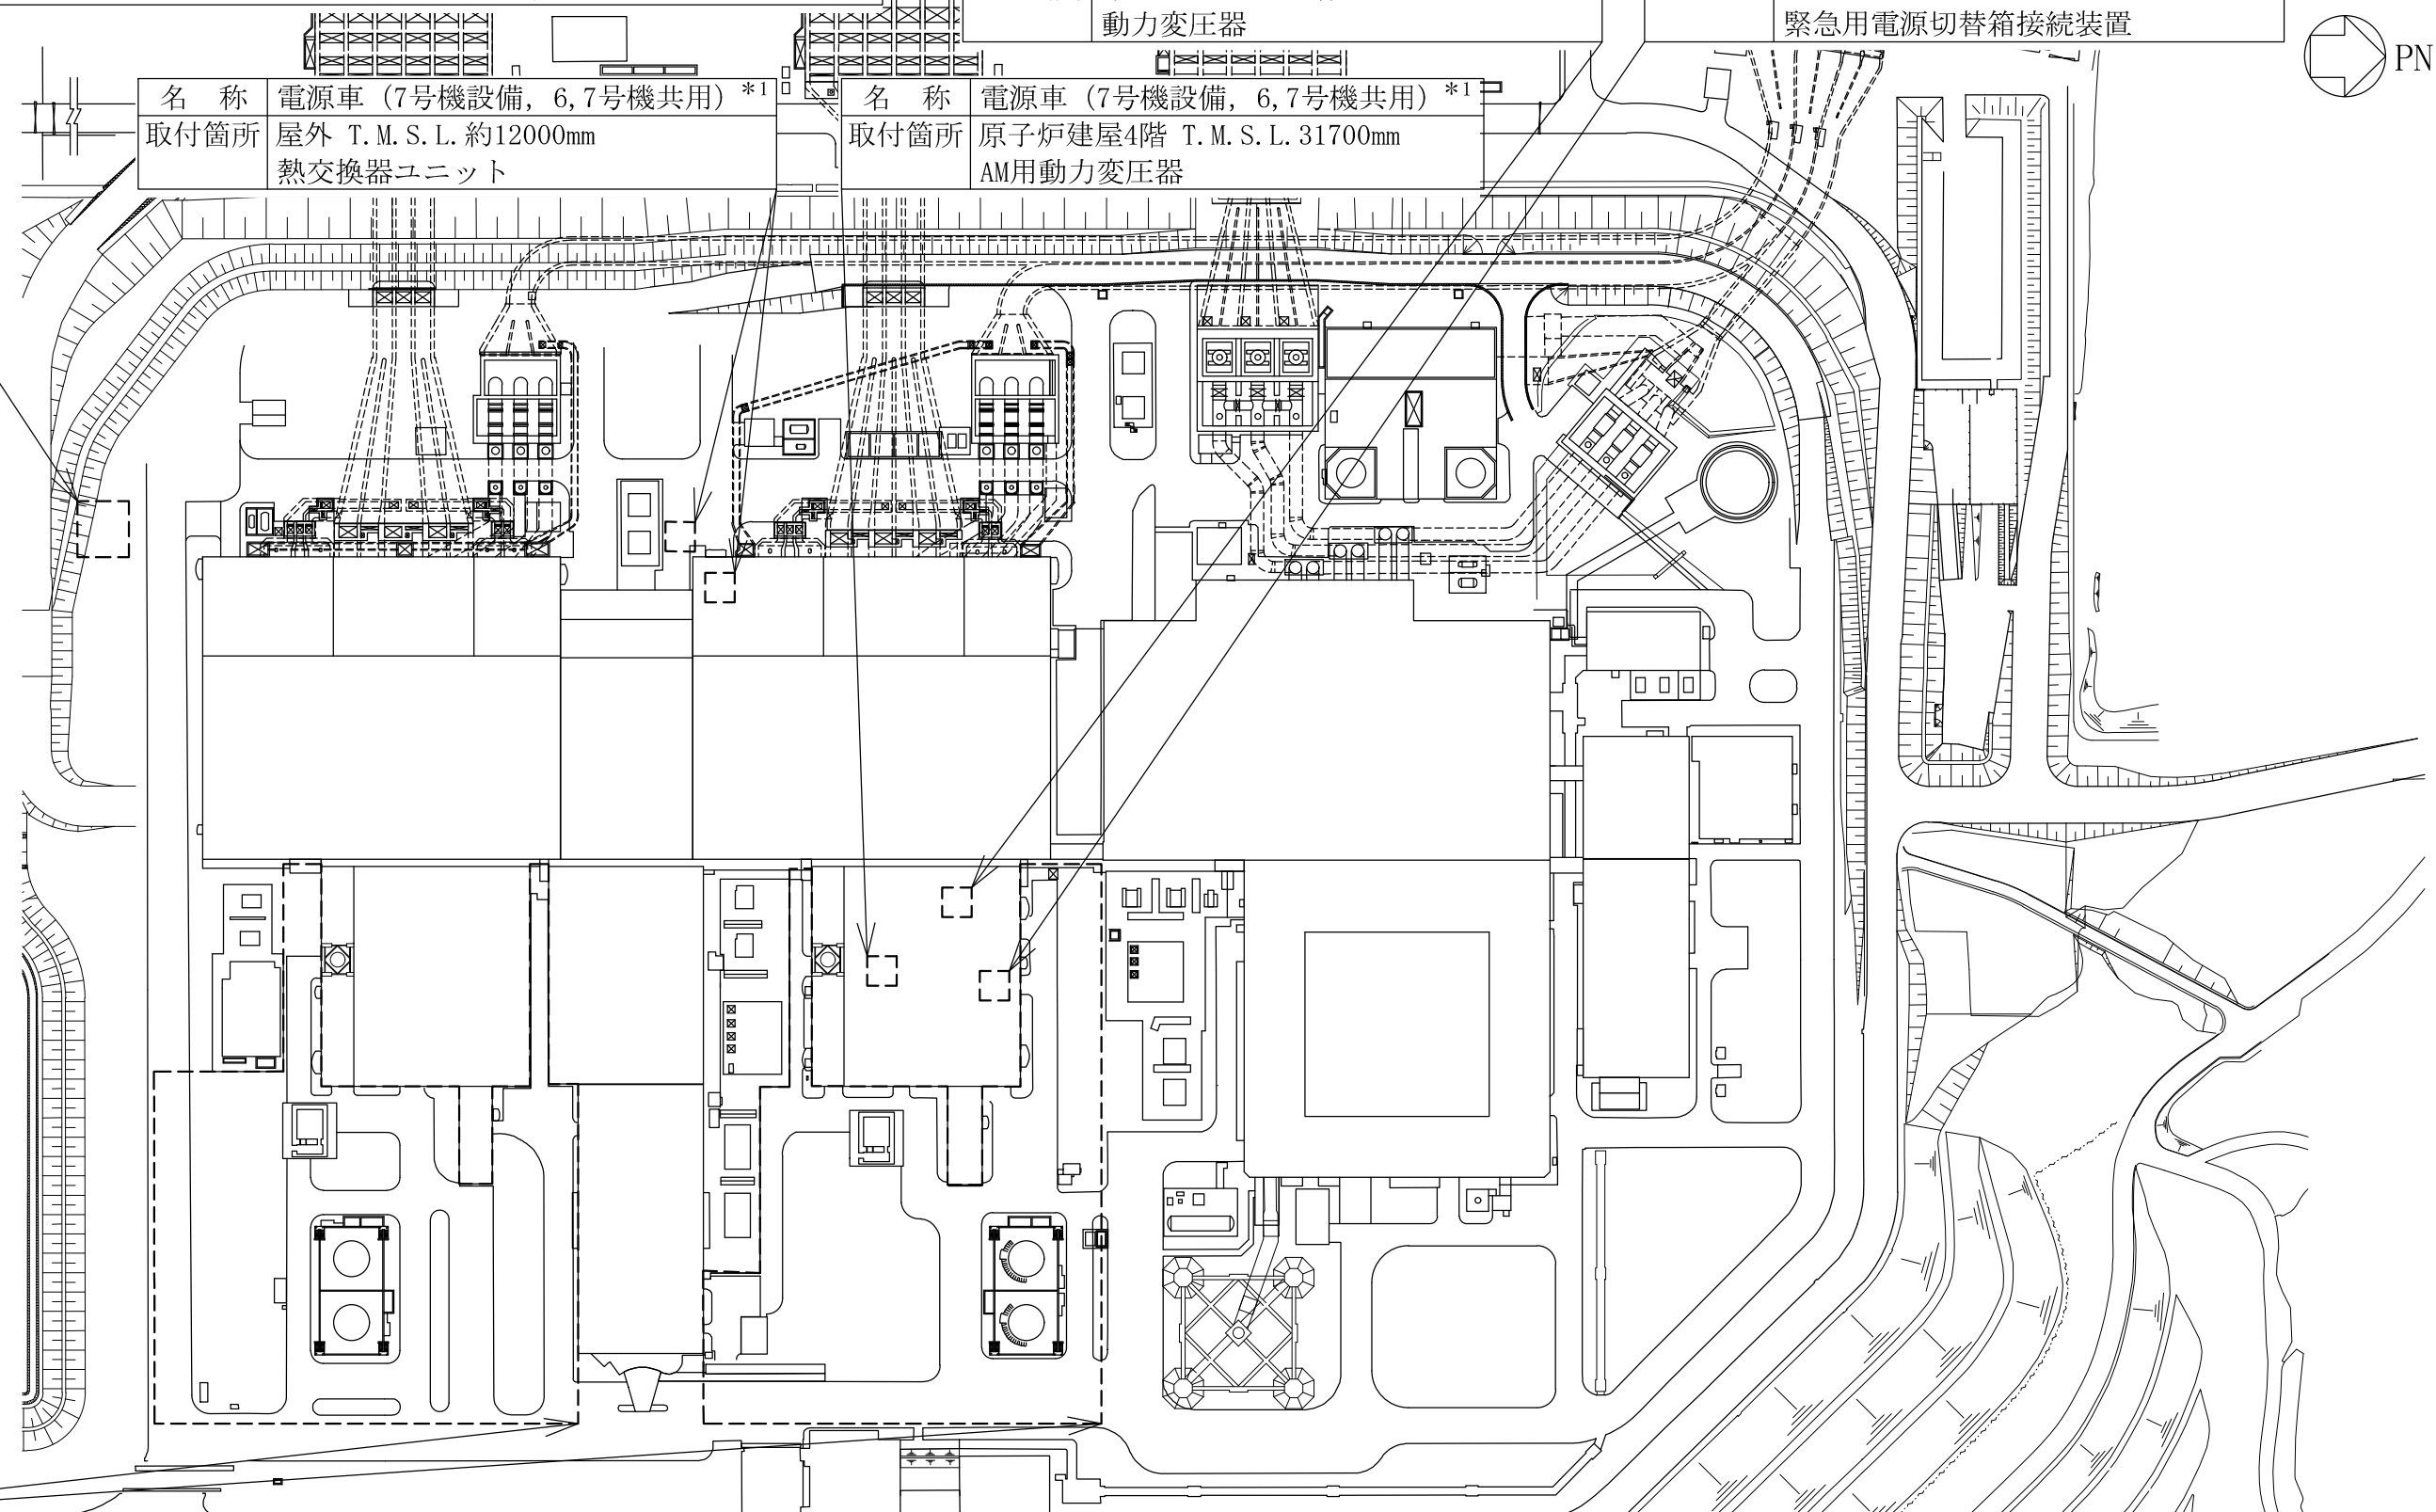 動力変圧器
緊急用電源切替箱接続装置
PN
名 称 電源車 (7号機設備, 6,7号機共用) *1
取付箇所 屋外 T.M.S.L.約12000mm
熱交換器ユニット
名 称 電源車 (7号機設備, 6,7号機共用) *1
取付箇所 原子炉建屋4階 T.M.S.L.31700mm
AM用動力変圧器